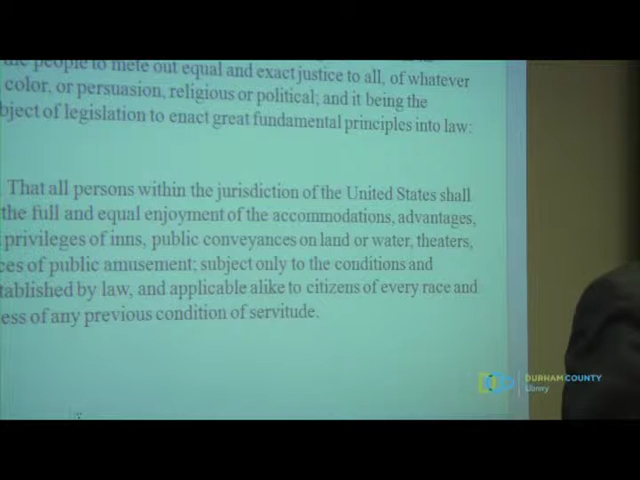 the people to mete out equal and exact justice to all, of whatever
color, or persuasion, religious or political; and it being the
bject of legislation to enact great fundamental principles into law:
That all persons within the jurisdiction of the United States shall
the full and equal enjoyment of the accommodations, advantages,
privileges of inns, public conveyances on land or water, theaters,
ces of public amusement; subject only to the conditions and
tablished by law, and applicable alike to citizens of every race and
ess of any previous condition of servitude.
DURHAM COUNTY
Library